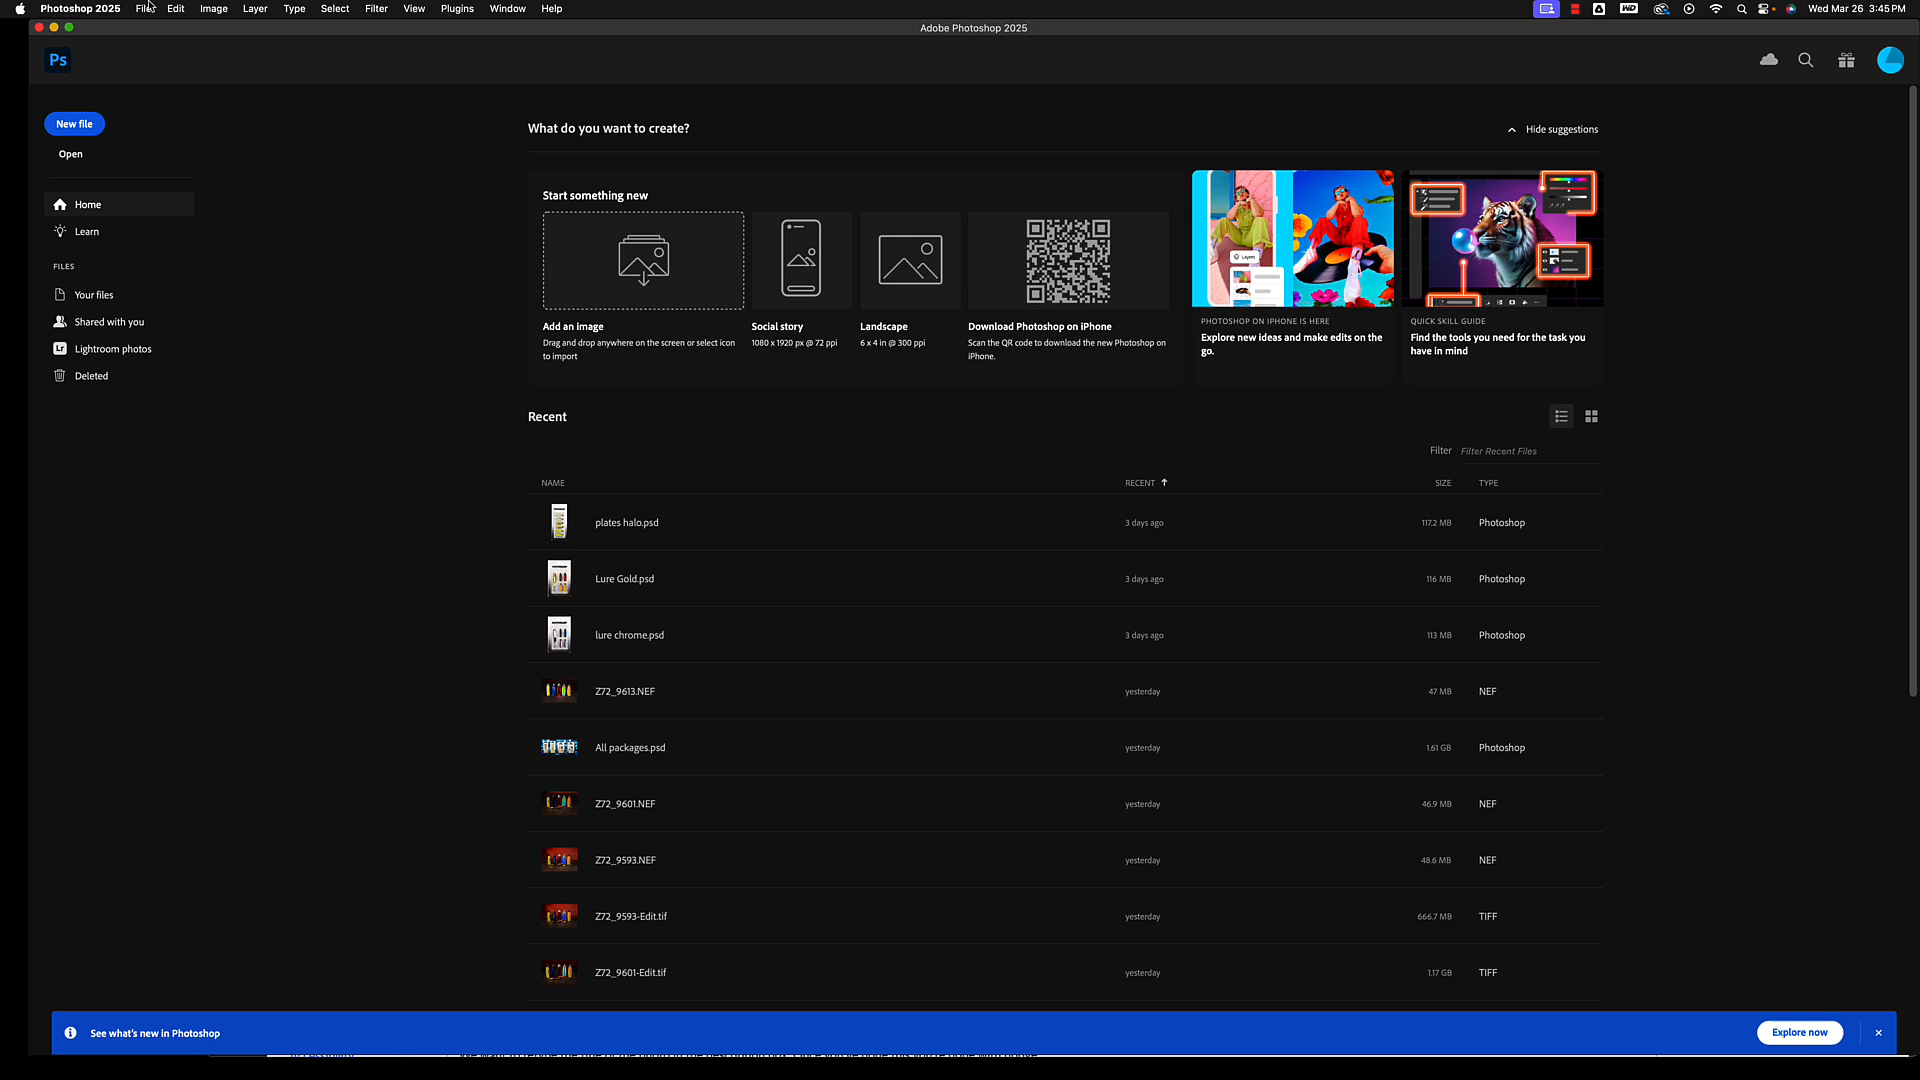 Photoshop 2025 File Edit Image Layer Type Select Filter View Plugins Window Help
Wed Mar 26 3:45 PM
Adobe Photoshop 2025
Ps
New file
Open
Home
Learn
FILES
Your files
Shared with you
Lr Lightroom photos
Deleted
What do you want to create?
Hide suggestions
Start something new
Add an image
Drag and drop anywhere on the screen or select icon
to import
Social story
1080 x 1920 px @ 72 ppi
Landscape
6 x 4 in @ 300 ppi
Download Photoshop on iPhone
Scan the QR code to download the new Photoshop on
iPhone.
Layers
PHOTOSHOP ON IPHONE IS HERE
Explore new ideas and make edits on the
go.
QUICK SKILL GUIDE
Find the tools you need for the task you
have in mind
Recent
Filter Filter Recent Files
NAME RECENT SIZE TYPE
plates halo.psd 3 days ago 117.2 MB Photoshop
Lure Gold.psd 3 days ago 116 MB Photoshop
lure chrome.psd 3 days ago 113 MB Photoshop
Z72_9613.NEF yesterday 47 MB NEF
All packages.psd yesterday 1.61 GB Photoshop
Z72_9601.NEF yesterday 46.9 MB NEF
Z72_9593.NEF yesterday 48.6 MB NEF
Z72_9593-Edit.tif yesterday 666.7 MB TIFF
Z72_9601-Edit.tif yesterday 1.17 GB TIFF
See what's new in Photoshop
Explore now